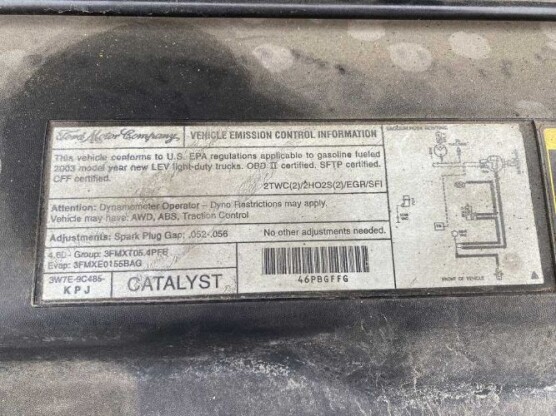 Ford Motor Company
VEHICLE EMISSION CONTROL INFORMATION
This vehicle conforms to U.S. EPA regulations applicable to gasoline fueled
2003 model year new LEV light-duty trucks. OBD II certified. SFTP certified.
CFF certified.
2TWC(2)/2HO2S(2)/EGR/SFI
Attention: Dynamometer Operator - Dyno Restrictions may apply.
Vehicle may have: AWD, ABS, Traction Control
Adjustments: Spark Plug Gap: .052-.056 No other adjustments needed.
Group: 3FMXT05.4PFB
Evap: 3FMXE0155BAG
3W7E-9C485-
KPJ
CATALYST
46PBGFFG
VACUUM HOSE ROUTING
FRONT OF VEHICLE